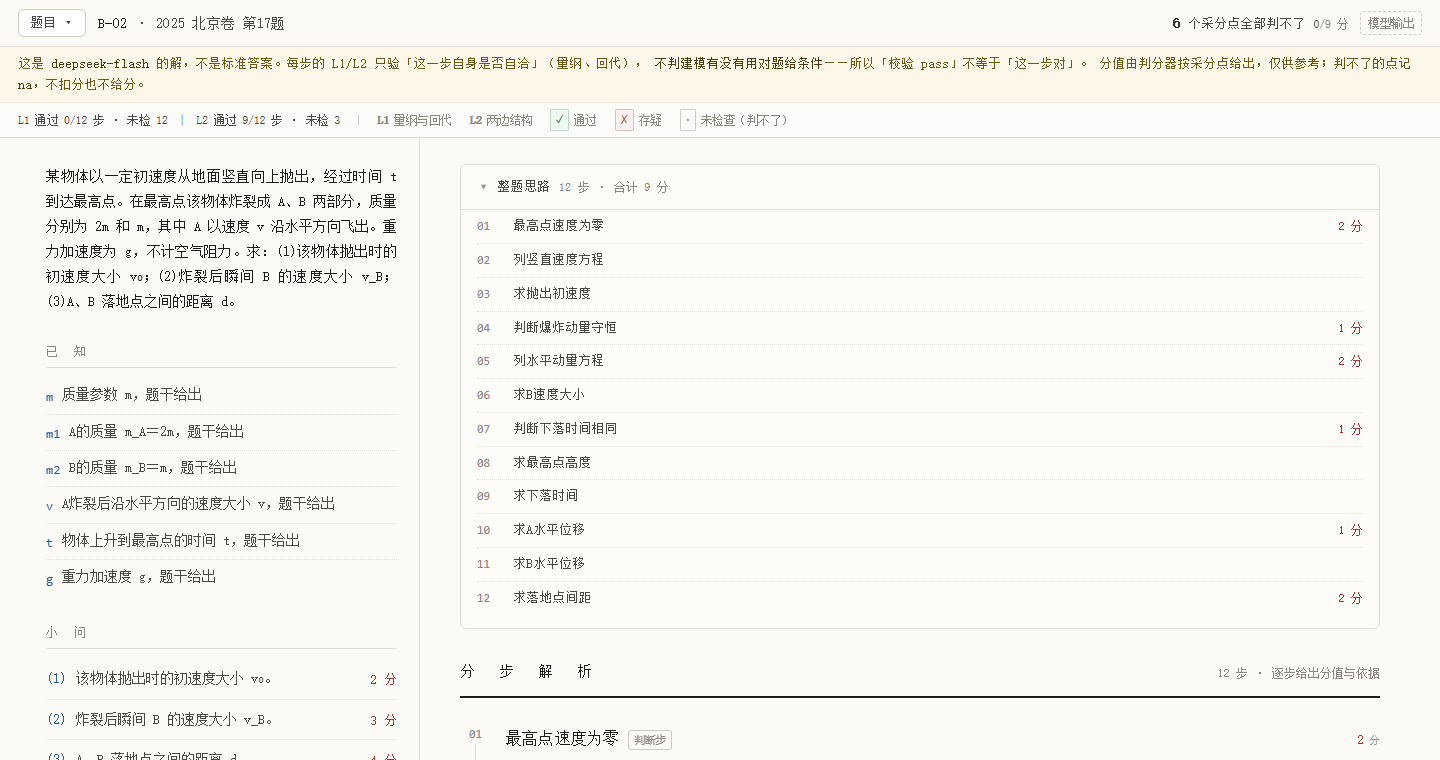 题目 ▾ B—02 · 2025 北京卷 第17题
6 个采分点全部判不了 0/9 分 模型输出
这是 deepseek-flash 的解，不是标准答案。每步的 L1/L2 只验「这一步自身是否自洽」（量纲、回代）， 不判建模有没有用对题给条件——所以「校验 pass」不等于「这一步对」。 分值由判分器按采分点给出，仅供参考；判不了的点记
na，不扣分也不给分。
L1 通过 0/12 步 · 未检 12 | L2 通过 9/12 步 · 未检 3 | L1 量纲与回代 L2 两边结构 ✓ 通过 ✗ 存疑 · 未检查（判不了）
某物体以一定初速度从地面竖直向上抛出，经过时间 t
到达最高点。在最高点该物体炸裂成 A、B 两部分，质量
分别为 2m 和 m，其中 A 以速度 v 沿水平方向飞出。重
力加速度为 g，不计空气阻力。求：(1)该物体抛出时的
初速度大小 v₀；(2)炸裂后瞬间 B 的速度大小 v_B；
(3)A、B 落地点之间的距离 d。
已 知
m 质量参数 m，题干给出
m1 A的质量 m_A＝2m，题干给出
m2 B的质量 m_B＝m，题干给出
v A炸裂后沿水平方向的速度大小 v，题干给出
t 物体上升到最高点的时间 t，题干给出
g 重力加速度 g，题干给出
小 问
(1) 该物体抛出时的初速度大小 v₀。 2 分
(2) 炸裂后瞬间 B 的速度大小 v_B。 3 分
(3) A、B 落地点之间的距离 d 4 分
▾ 整题思路 12 步 · 合计 9 分
01 最高点速度为零 2 分
02 列竖直速度方程
03 求抛出初速度
04 判断爆炸动量守恒 1 分
05 列水平动量方程 2 分
06 求B速度大小
07 判断下落时间相同 1 分
08 求最高点高度
09 求下落时间
10 求A水平位移 1 分
11 求B水平位移
12 求落地点间距 2 分
分 步 解 析 12 步 · 逐步给出分值与依据
01 最高点速度为零 判断步 2 分